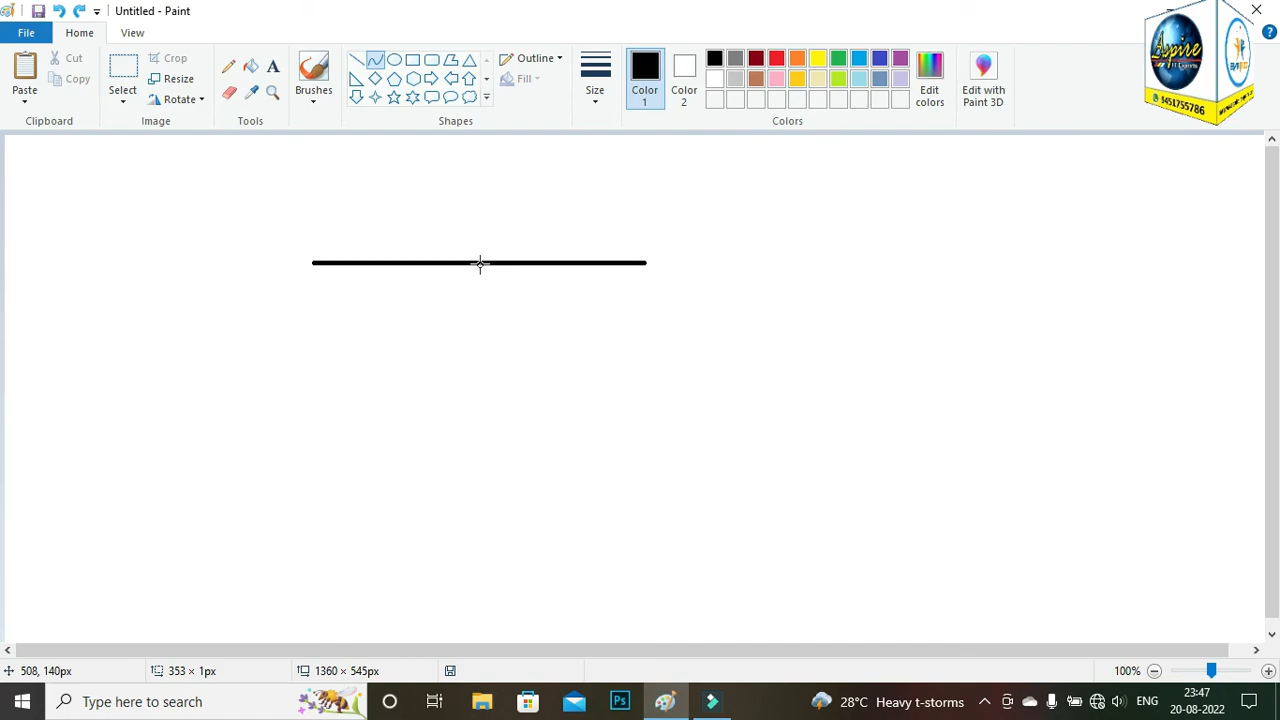 Untitled - Paint
File
Home
View
Paste
Cut
Copy
Clipboard
Select
Crop
Resize
Rotate
Image
Tools
Brushes
Shapes
Outline
Fill
Size
Color
1
Color
2
Edit
colors
Colors
Edit with
Paint 3D
Aspire
9451755786
508, 140px
353 × 1px
1360 × 545px
100%
Type here to search
Ps
28°C Heavy t-storms
ENG
23:47
20-08-2022